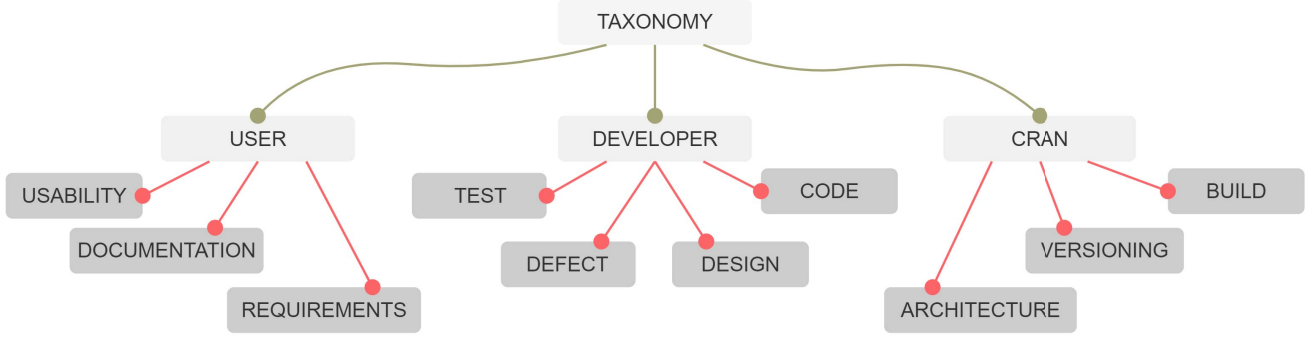 TAXONOMY
USER
DEVELOPER
CRAN
USABILITY
DOCUMENTATION
REQUIREMENTS
TEST
DEFECT
DESIGN
CODE
ARCHITECTURE
VERSIONING
BUILD